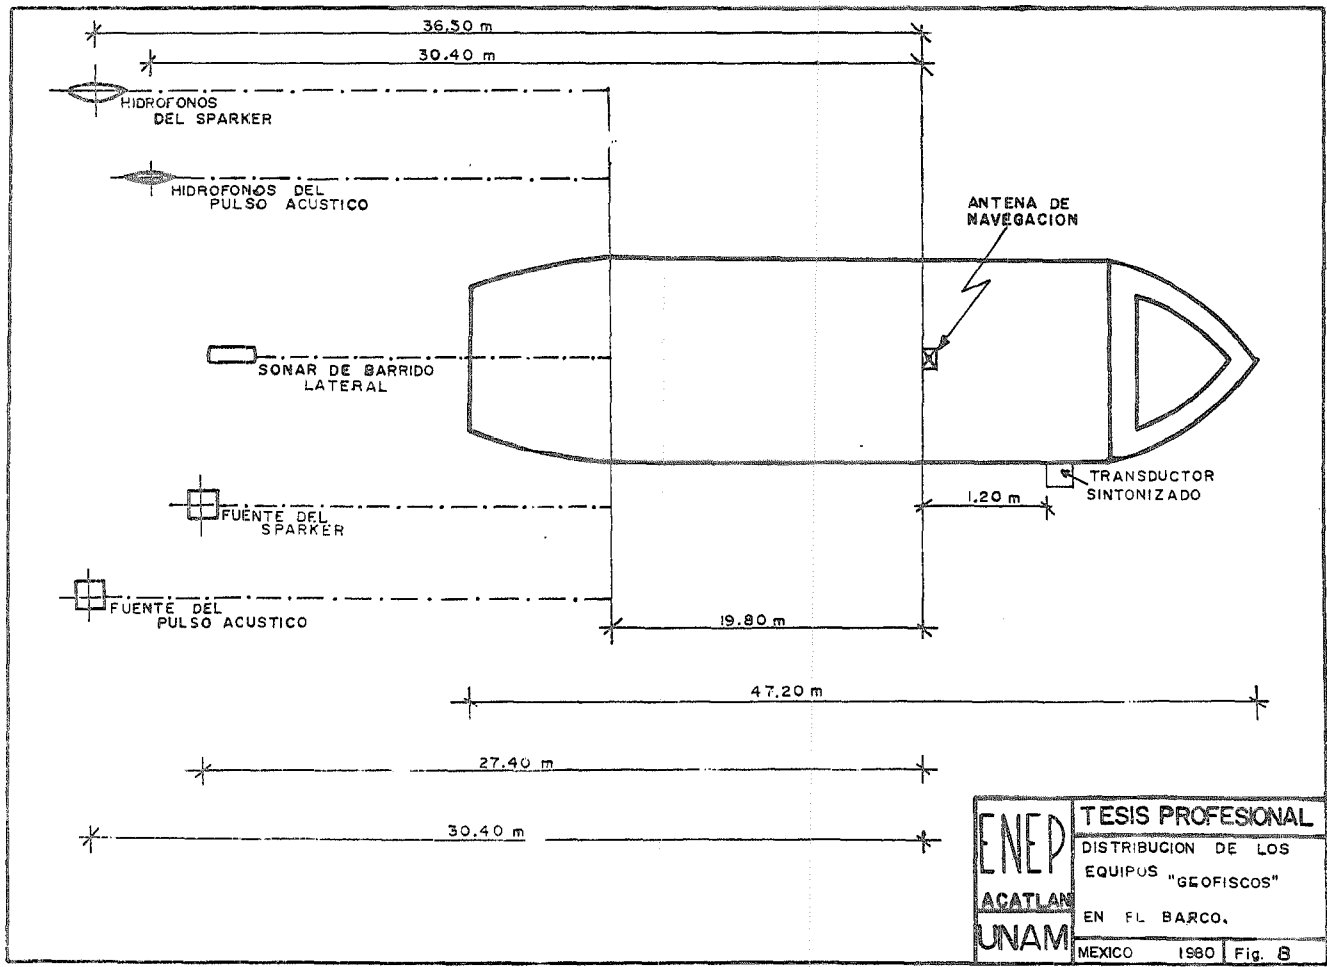 36.50 m
30.40 m
HIDROFONOS
DEL SPARKER
HIDROFONOS DEL
PULSO ACUSTICO
ANTENA DE
NAVEGACION
SONAR DE BARRIDO
LATERAL
TRANSDUCTOR
SINTONIZADO
1.20 m
FUENTE DEL
SPARKER
FUENTE DEL
PULSO ACUSTICO
19.80 m
47.20 m
27.40 m
30.40 m
ENEP
ACATLAN
UNAM
TESIS PROFESIONAL
DISTRIBUCION DE LOS
EQUIPOS "GEOFISCOS"
EN EL BARCO.
MEXICO 1980 Fig. 8